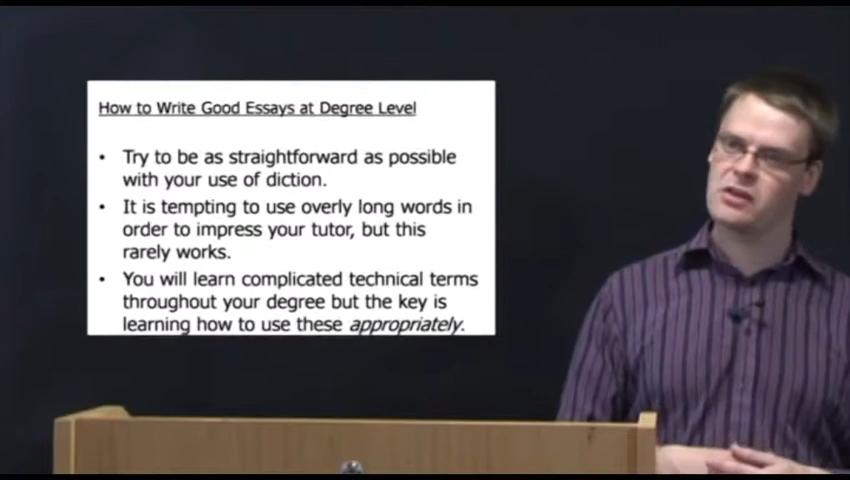 How to Write Good Essays at Degree Level
• Try to be as straightforward as possible
with your use of diction.
• It is tempting to use overly long words in
order to impress your tutor, but this
rarely works.
• You will learn complicated technical terms
throughout your degree but the key is
learning how to use these appropriately.